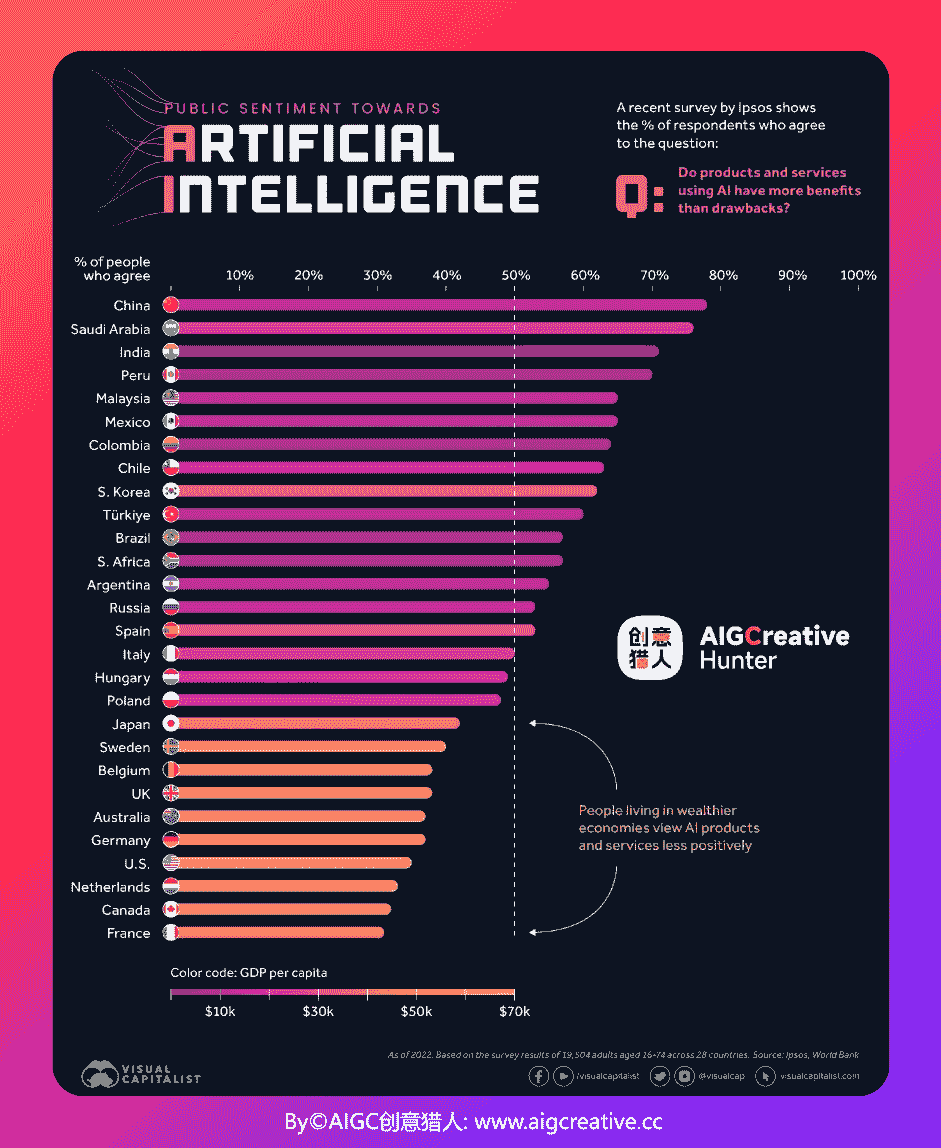 PUBLIC SENTIMENT TOWARDS
ARTIFICIAL
INTELLIGENCE
A recent survey by Ipsos shows
the % of respondents who agree
to the question:
Q:
Do products and services
using AI have more benefits
than drawbacks?
% of people
who agree
10% 20% 30% 40% 50% 60% 70% 80% 90% 100%
China
Saudi Arabia
India
Peru
Malaysia
Mexico
Colombia
Chile
S. Korea
Türkiye
Brazil
S. Africa
Argentina
Russia
Spain
Italy
Hungary
Poland
Japan
Sweden
Belgium
UK
Australia
Germany
U.S.
Netherlands
Canada
France
创意
猎人
AIGCreative
Hunter
People living in wealthier
economies view AI products
and services less positively
Color code: GDP per capita
$10k $30k $50k $70k
As of 2022. Based on the survey results of 19,504 adults aged 16-74 across 28 countries. Source: Ipsos, World Bank
VISUAL
CAPITALIST
/visualcapitalist @visualcap visualcapitalist.com
By©AIGC创意猎人: www.aigcreative.cc